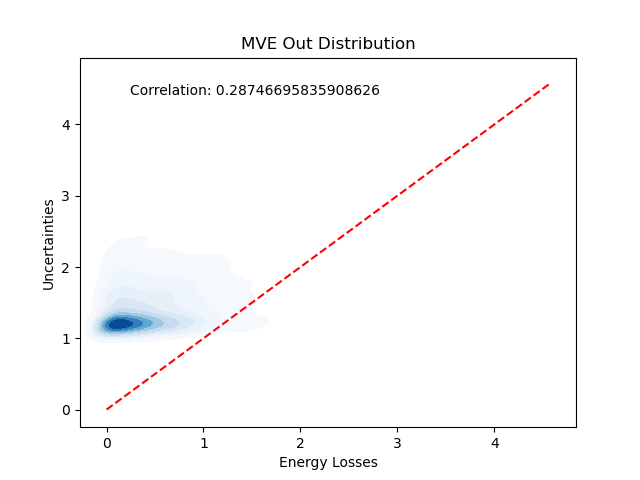 MVE Out Distribution
Correlation: 0.28746695835908626
Uncertainties
4
3
2
1
0
0 1 2 3 4
Energy Losses